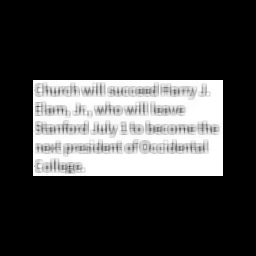 Church will succeed Harry J.
Elam, Jr., who will leave
Stanford July 1 to become the
next president of Occidental
College.